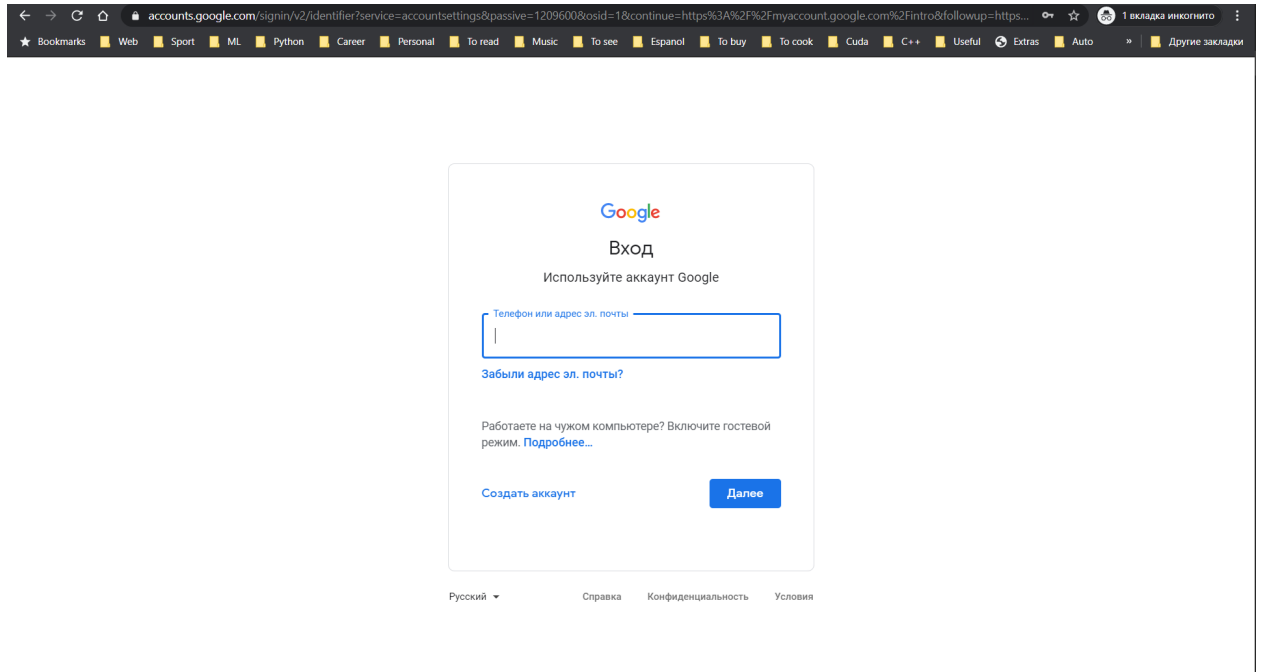 accounts.google.com/signin/v2/identifier?service=accountsettings&passive=1209600&osid=1&continue=https%3A%2F%2Fmyaccount.google.com%2Fintro&followup=https... 1 вкладка инкогнито
Bookmarks Web Sport ML Python Career Personal To read Music To see Espanol To buy To cook Cuda C++ Useful Extras Auto » Другие закладки
Google
Вход
Используйте аккаунт Google
Телефон или адрес эл. почты
Забыли адрес эл. почты?
Работаете на чужом компьютере? Включите гостевой
режим. Подробнее...
Создать аккаунт Далее
Русский Справка Конфиденциальность Условия